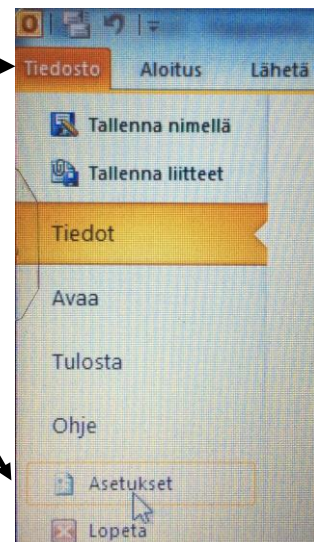 Tiedosto Aloitus Lähetä
Tallenna nimellä
Tallenna liitteet
Tiedot
Avaa
Tulosta
Ohje
Asetukset
Lopeta